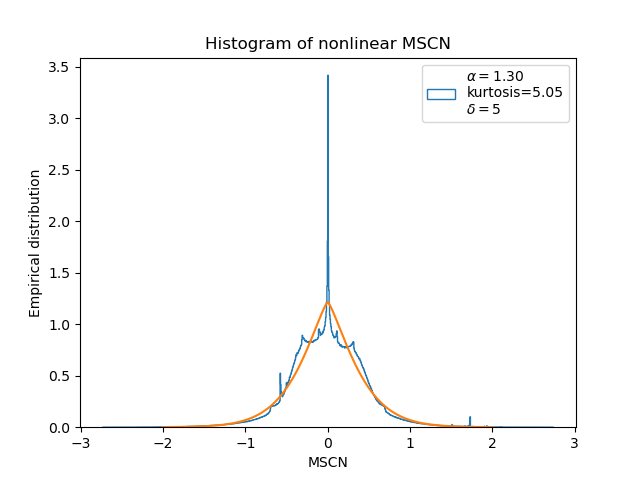 Histogram of nonlinear MSCN
α = 1.30
kurtosis=5.05
δ = 5
Empirical distribution
3.5
3.0
2.5
2.0
1.5
1.0
0.5
0.0
−3 −2 −1 0 1 2 3
MSCN